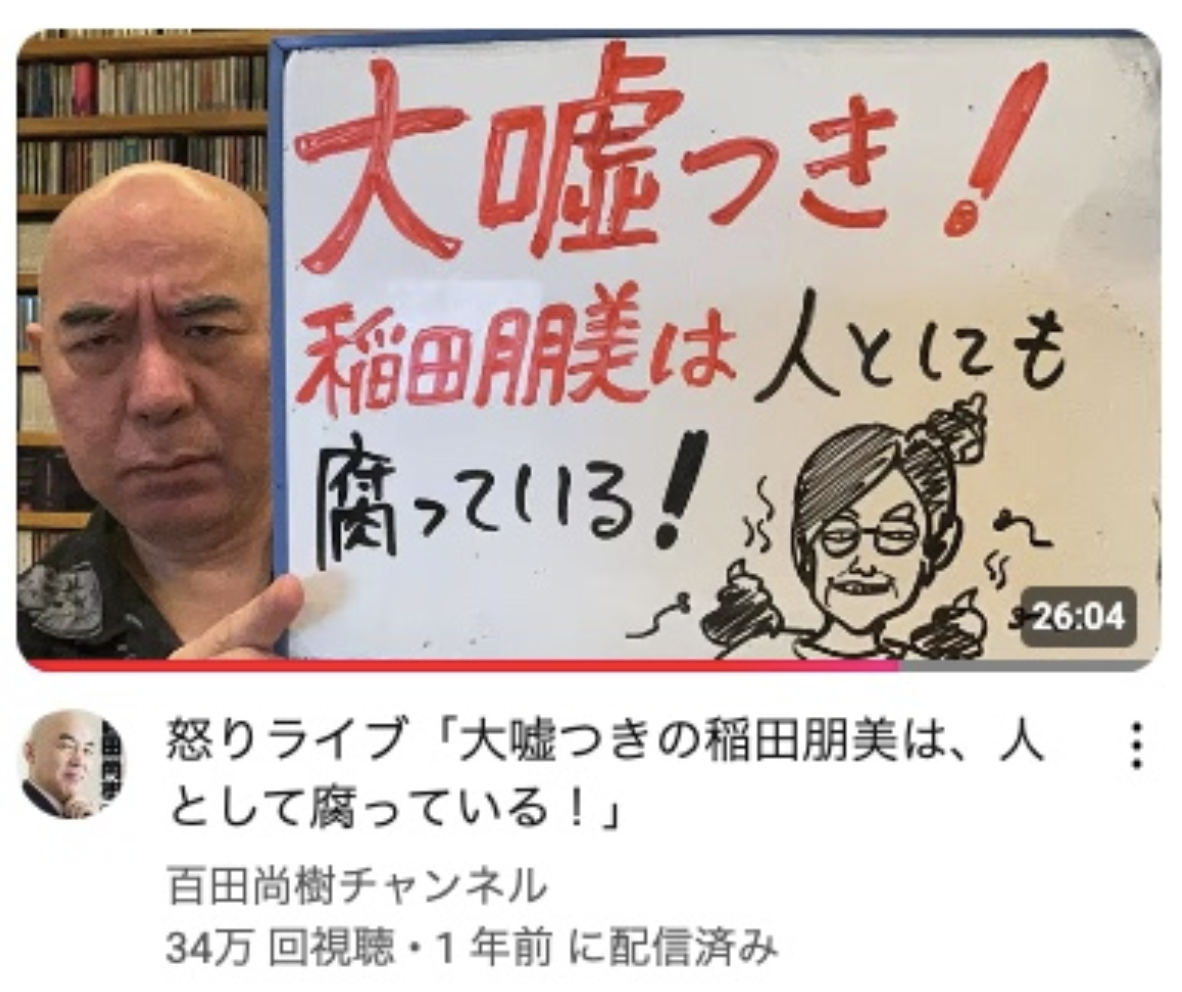 大嘘つき！
稲田朋美は人としても
腐っている！
26:04
怒りライブ「大嘘つきの稲田朋美は、人
として腐っている！」
百田尚樹チャンネル
34万 回視聴・1 年前 に配信済み